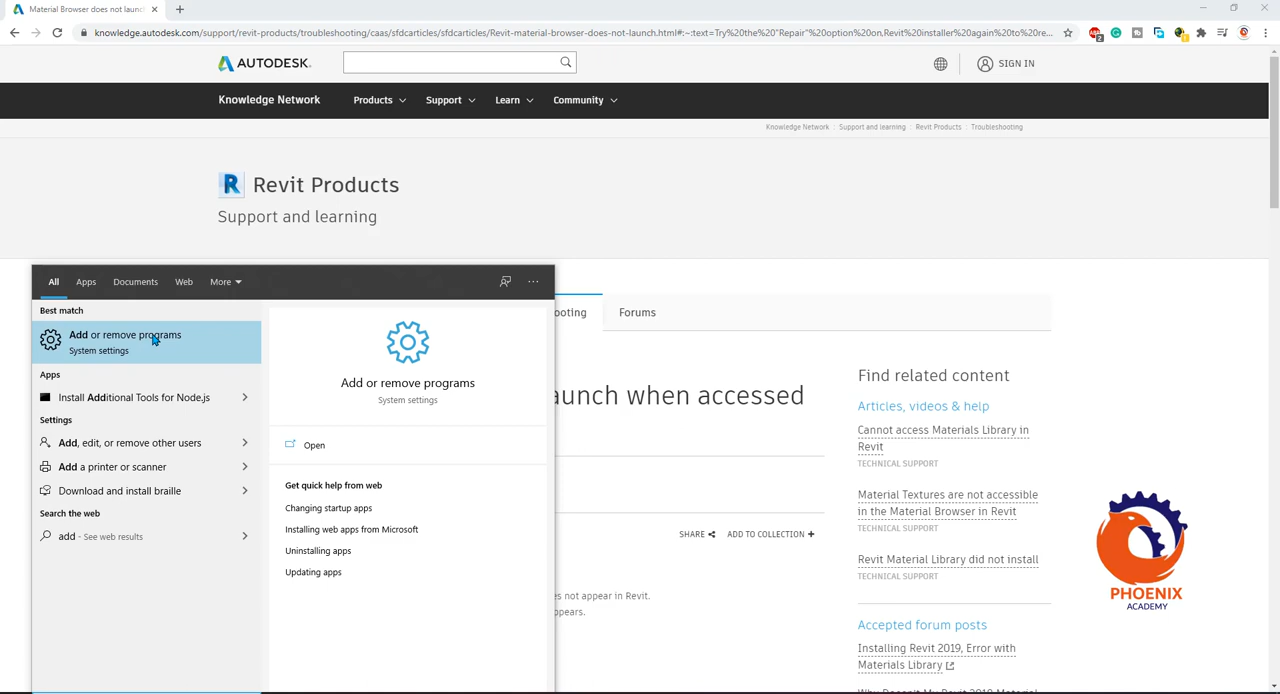 Material Browser does not launch
knowledge.autodesk.com/support/revit-products/troubleshooting/caas/sfdcarticles/sfdcarticles/Revit-material-browser-does-not-launch.html#:~:text=Try%20the%20"Repair"%20option%20on,Revit%20installer%20again%20to%20re...
AUTODESK.
SIGN IN
Knowledge Network Products Support Learn Community
Knowledge Network Support and learning Revit Products Troubleshooting
R Revit Products
Support and learning
All Apps Documents Web More
Best match
Add or remove programs
System settings
Apps
Install Additional Tools for Node.js
Settings
Add, edit, or remove other users
Add a printer or scanner
Download and install braille
Search the web
add - See web results
Add or remove programs
System settings
Open
Get quick help from web
Changing startup apps
Installing web apps from Microsoft
Uninstalling apps
Updating apps
ooting Forums
aunch when accessed
SHARE ADD TO COLLECTION +
es not appear in Revit.
ppears.
Find related content
Articles, videos & help
Cannot access Materials Library in
Revit
TECHNICAL SUPPORT
Material Textures are not accessible
in the Material Browser in Revit
TECHNICAL SUPPORT
Revit Material Library did not install
TECHNICAL SUPPORT
Accepted forum posts
Installing Revit 2019, Error with
Materials Library
PHOENIX
ACADEMY